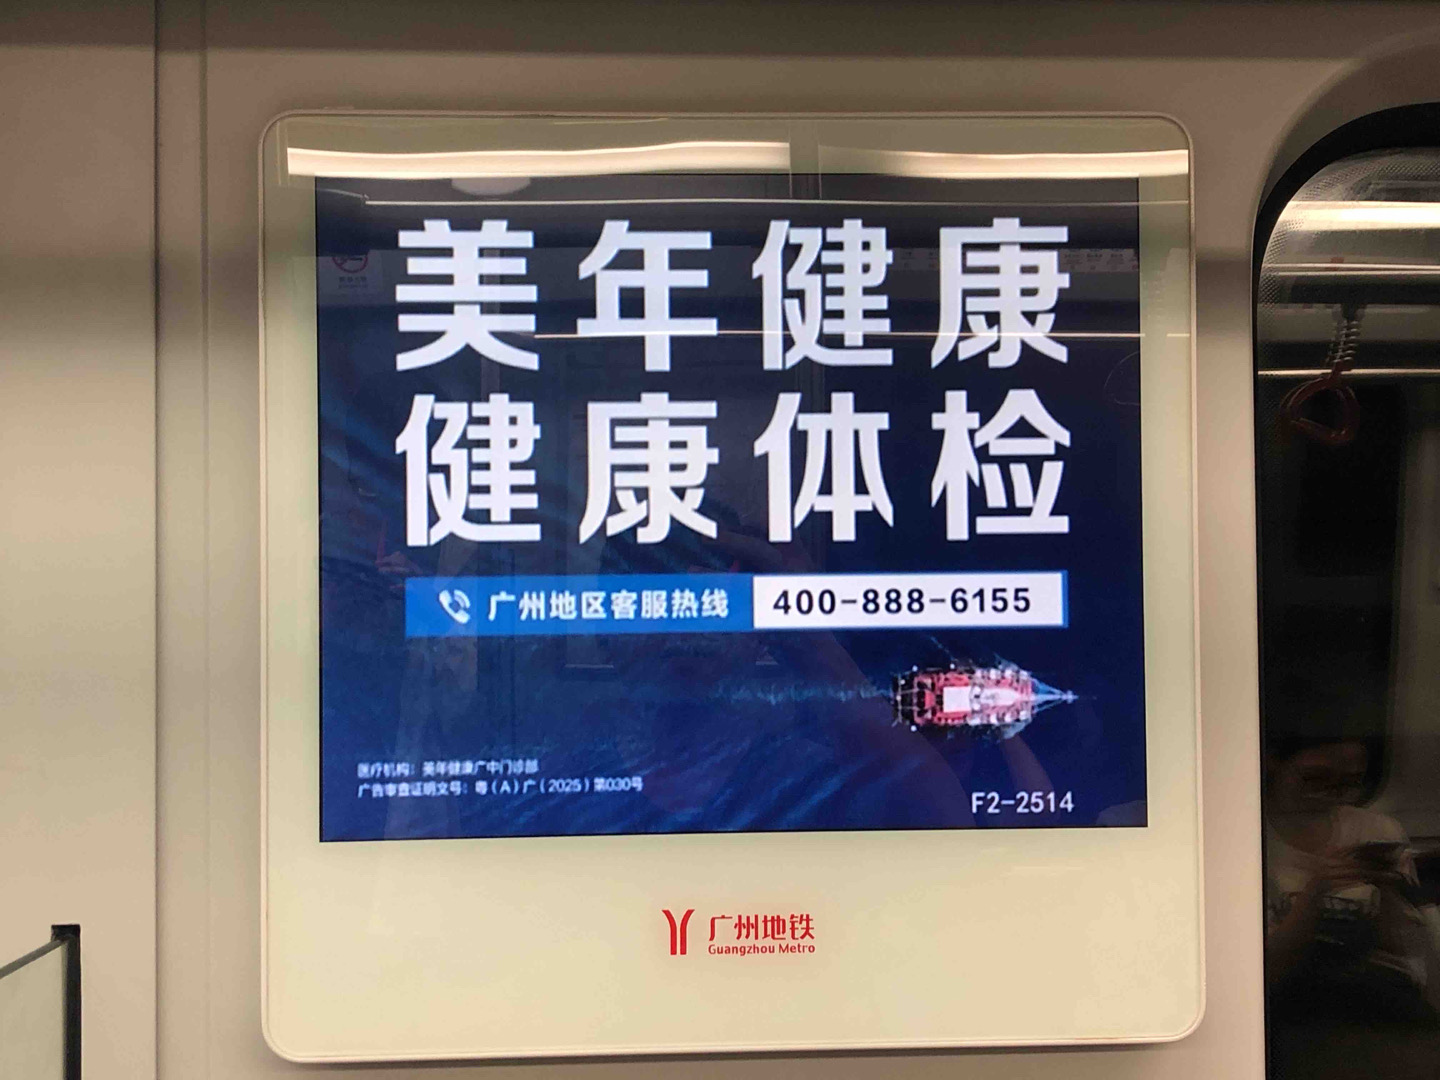 美年健康
健康体检
广州地区客服热线 400-888-6155
医疗机构：美年健康广中门诊部
广告审查证明文号：粤（A）广（2025）第030号
F2-2514
广州地铁
Guangzhou Metro